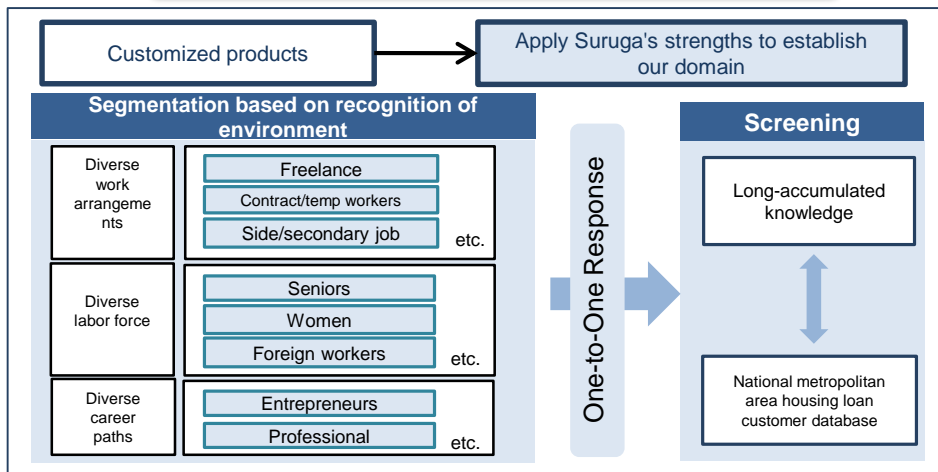 Customized products
Apply Suruga's strengths to establish
our domain
Segmentation based on recognition of
environment
Diverse
work
arrangeme
nts
Freelance
Contract/temp workers
Side/secondary job
etc.
Diverse
labor force
Seniors
Women
Foreign workers
etc.
Diverse
career
paths
Entrepreneurs
Professional
etc.
One-to-One Response
Screening
Long-accumulated
knowledge
National metropolitan
area housing loan
customer database